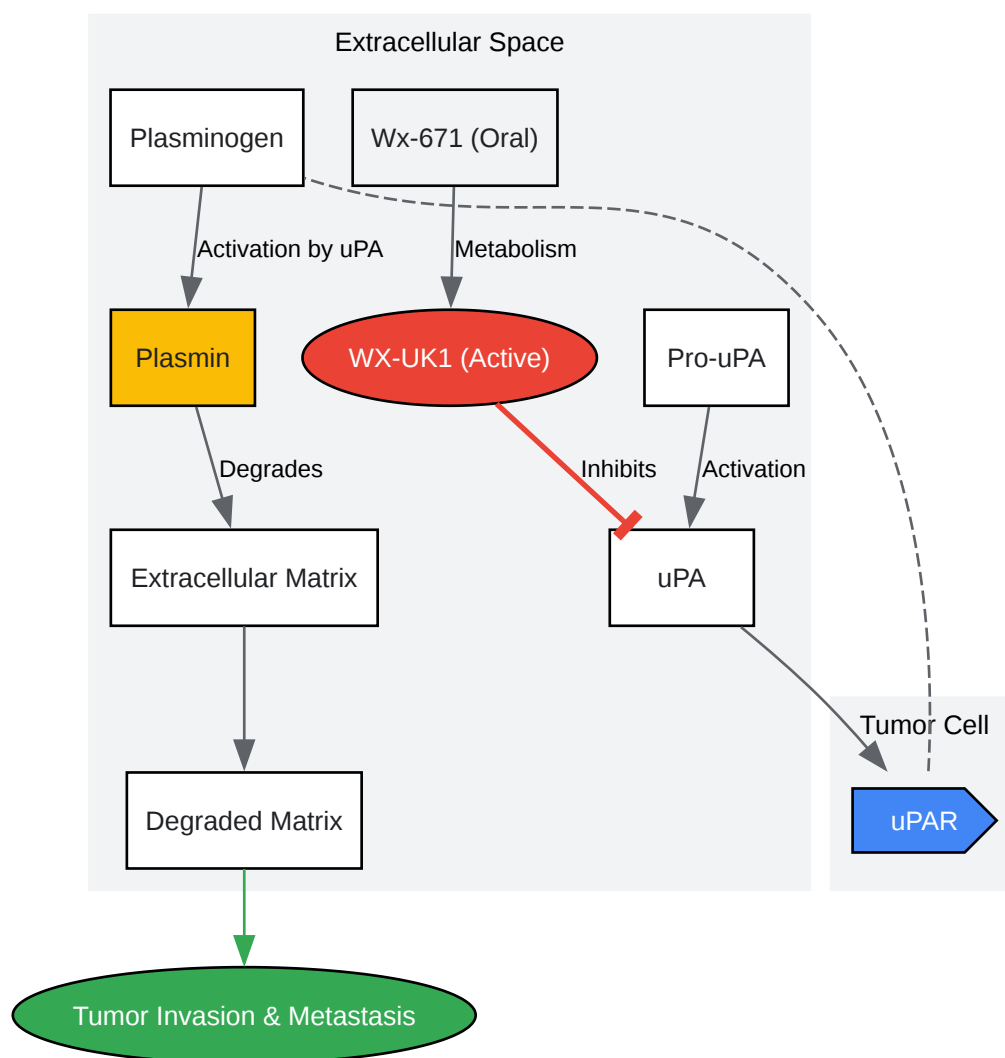 Extracellular Space
Plasminogen
Wx-671 (Oral)
Activation by uPA
Metabolism
Plasmin
WX-UK1 (Active)
Pro-uPA
Degrades
Inhibits
Activation
Extracellular Matrix
uPA
Tumor Cell
Degraded Matrix
uPAR
Tumor Invasion & Metastasis